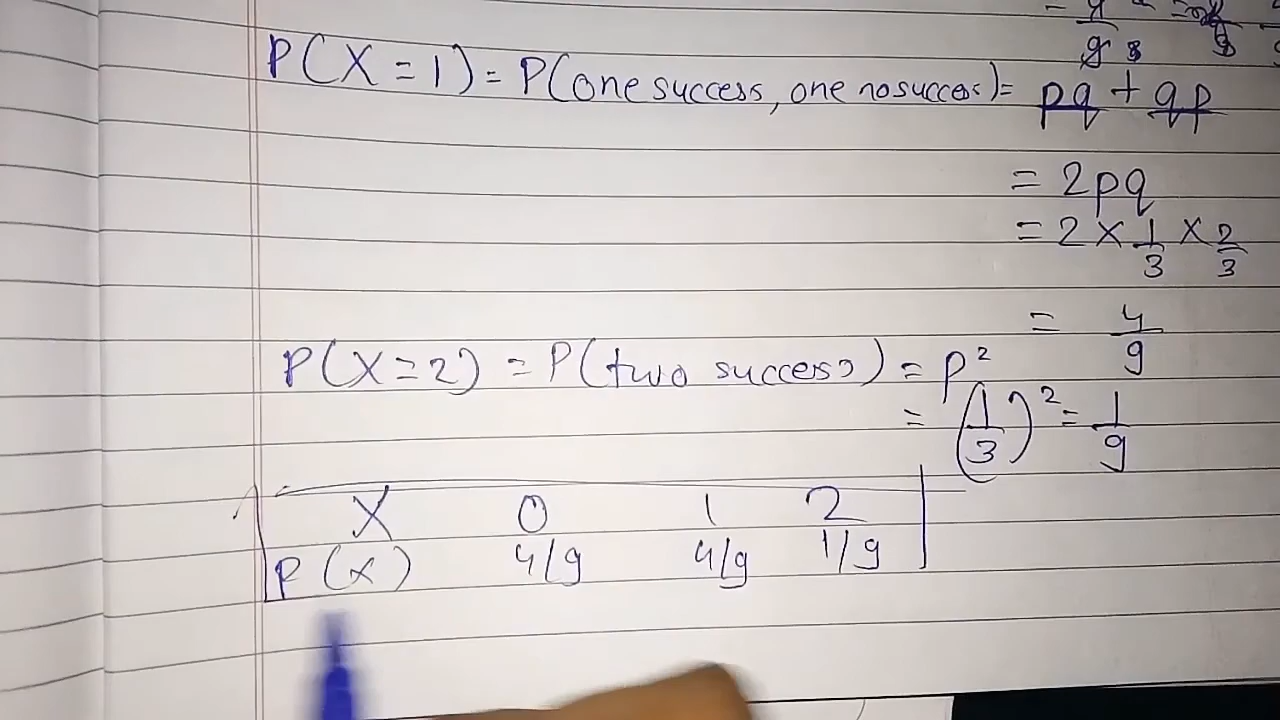 P(X=1) = P(one success, one nosucces)= pq + qp
= 2pq
= 2 × 1/3 × 2/3
= 4/9
P(X=2) = P(two success) = p²
= (1/3)² = 1/9
X 0 1 2
P(x) 4/9 4/9 1/9